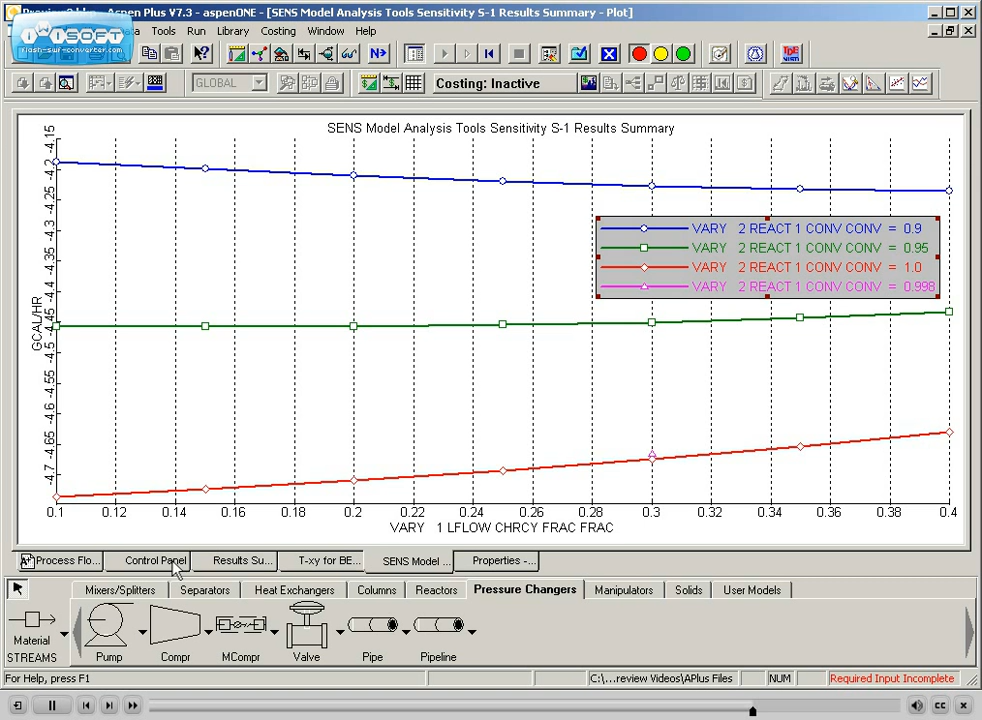 Aspen Plus V7.3 - aspenONE - [SENS Model Analysis Tools Sensitivity S-1 Results Summary - Plot]
iWISOFT
flash-swf-converter.com
Tools Run Library Costing Window Help
N>
GLOBAL
Costing: Inactive
SENS Model Analysis Tools Sensitivity S-1 Results Summary
-4.15
-4.2
-4.25
-4.3
-4.35
-4.4
-4.45
-4.5
-4.55
-4.6
-4.65
-4.7
GCAL/HR
VARY 2 REACT 1 CONV CONV = 0.9
VARY 2 REACT 1 CONV CONV = 0.95
VARY 2 REACT 1 CONV CONV = 1.0
VARY 2 REACT 1 CONV CONV = 0.998
0.1 0.12 0.14 0.16 0.18 0.2 0.22 0.24 0.26 0.28 0.3 0.32 0.34 0.36 0.38 0.4
VARY 1 LFLOW CHRCY FRAC FRAC
Process Flo... Control Panel Results Su... T-xy for BE... SENS Model ... Properties -...
Mixers/Splitters Separators Heat Exchangers Columns Reactors Pressure Changers Manipulators Solids User Models
Material
STREAMS
Pump Compr MCompr Valve Pipe Pipeline
For Help, press F1
C:\...review Videos\APlus Files
NUM
Required Input Incomplete
CC